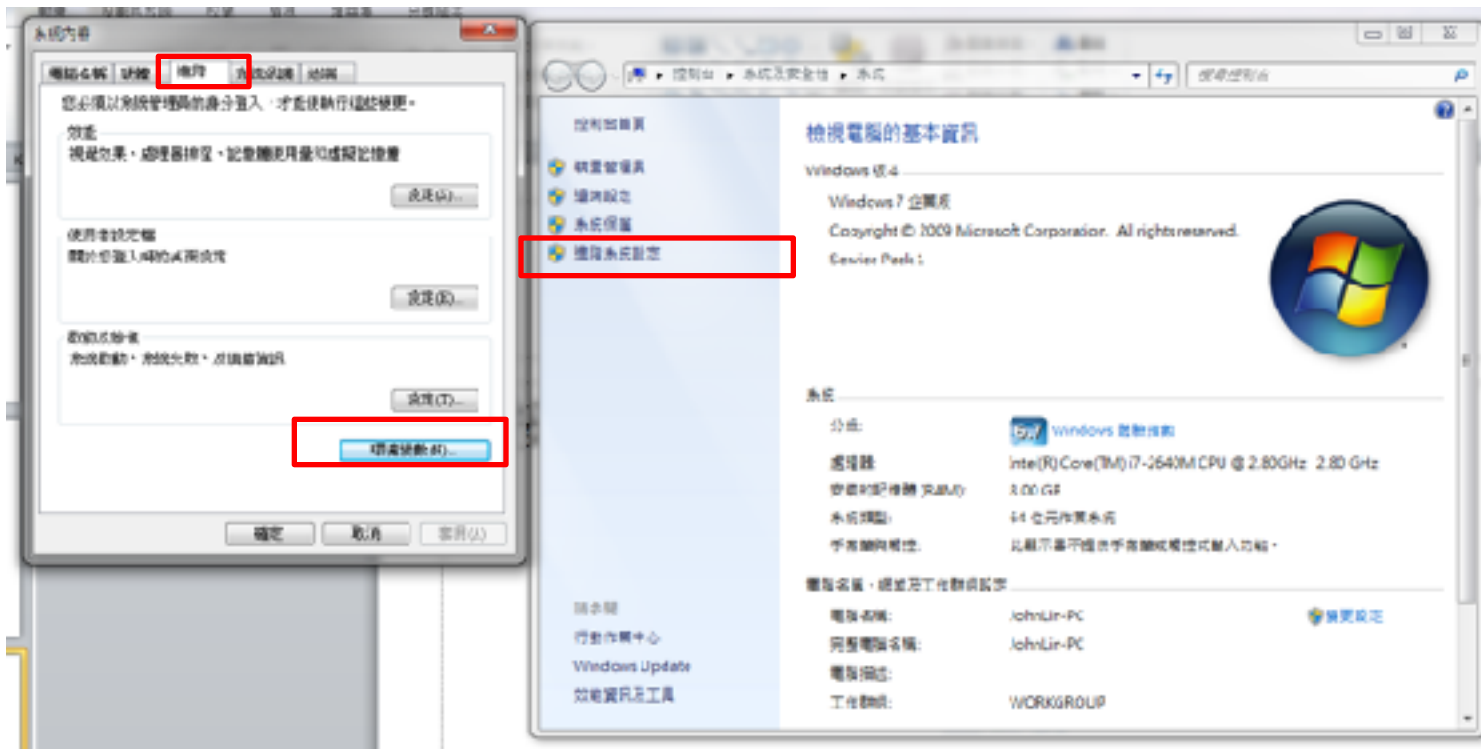 系統內容
電腦名稱 硬體 進階 系統保護 遠端
您必須以系統管理員的身分登入，才能使執行這些變更。
效能
視覺效果、處理器排程、記憶體使用量和虛擬記憶體
設定(S)...
使用者設定檔
關於您登入時的桌面設定
設定(E)...
啟動及修復
系統啟動、系統失敗、及偵錯資訊
設定(T)...
環境變數(N)...
確定 取消 套用(A)
控制台 系統及安全性 系統
搜尋控制台
控制台首頁
裝置管理員
遠端設定
系統保護
進階系統設定
請參閱
行動作業中心
Windows Update
效能資訊及工具
檢視電腦的基本資訊
Windows 版本
Windows 7 企業版
Copyright © 2009 Microsoft Corporation. All rights reserved.
Service Pack 1
系統
分級: 6.7 Windows 體驗指數
處理器: Intel(R) Core(TM) i7-2640M CPU @ 2.80GHz 2.80 GHz
安裝的記憶體 (RAM): 8.00 GB
系統類型: 64 位元作業系統
手寫筆與觸控: 此顯示器不提供手寫筆或觸控式輸入功能。
電腦名稱、網域及工作群組設定
電腦名稱: JohnLin-PC 變更設定
完整電腦名稱: JohnLin-PC
電腦描述:
工作群組: WORKGROUP